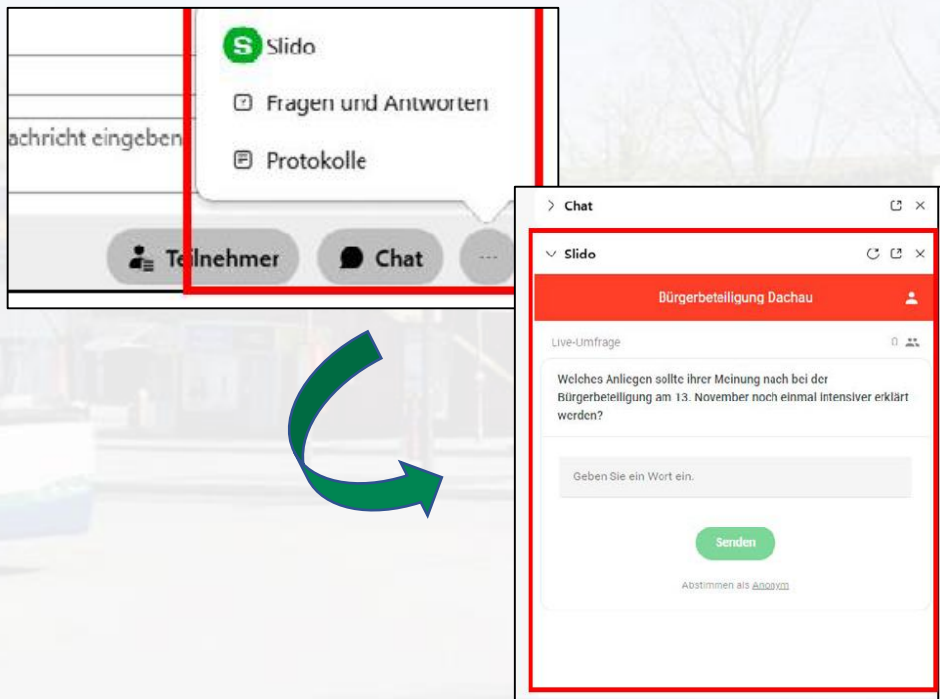 Slido
Fragen und Antworten
achricht eingeben
Protokolle
Teilnehmer
Chat
Chat
Slido
Bürgerbeteiligung Dachau
Live-Umfrage
0
Welches Anliegen sollte ihrer Meinung nach bei der
Bürgerbeteiligung am 13. November noch einmal intensiver erklärt
werden?
Geben Sie ein Wort ein.
Senden
Abstimmen als Anonym